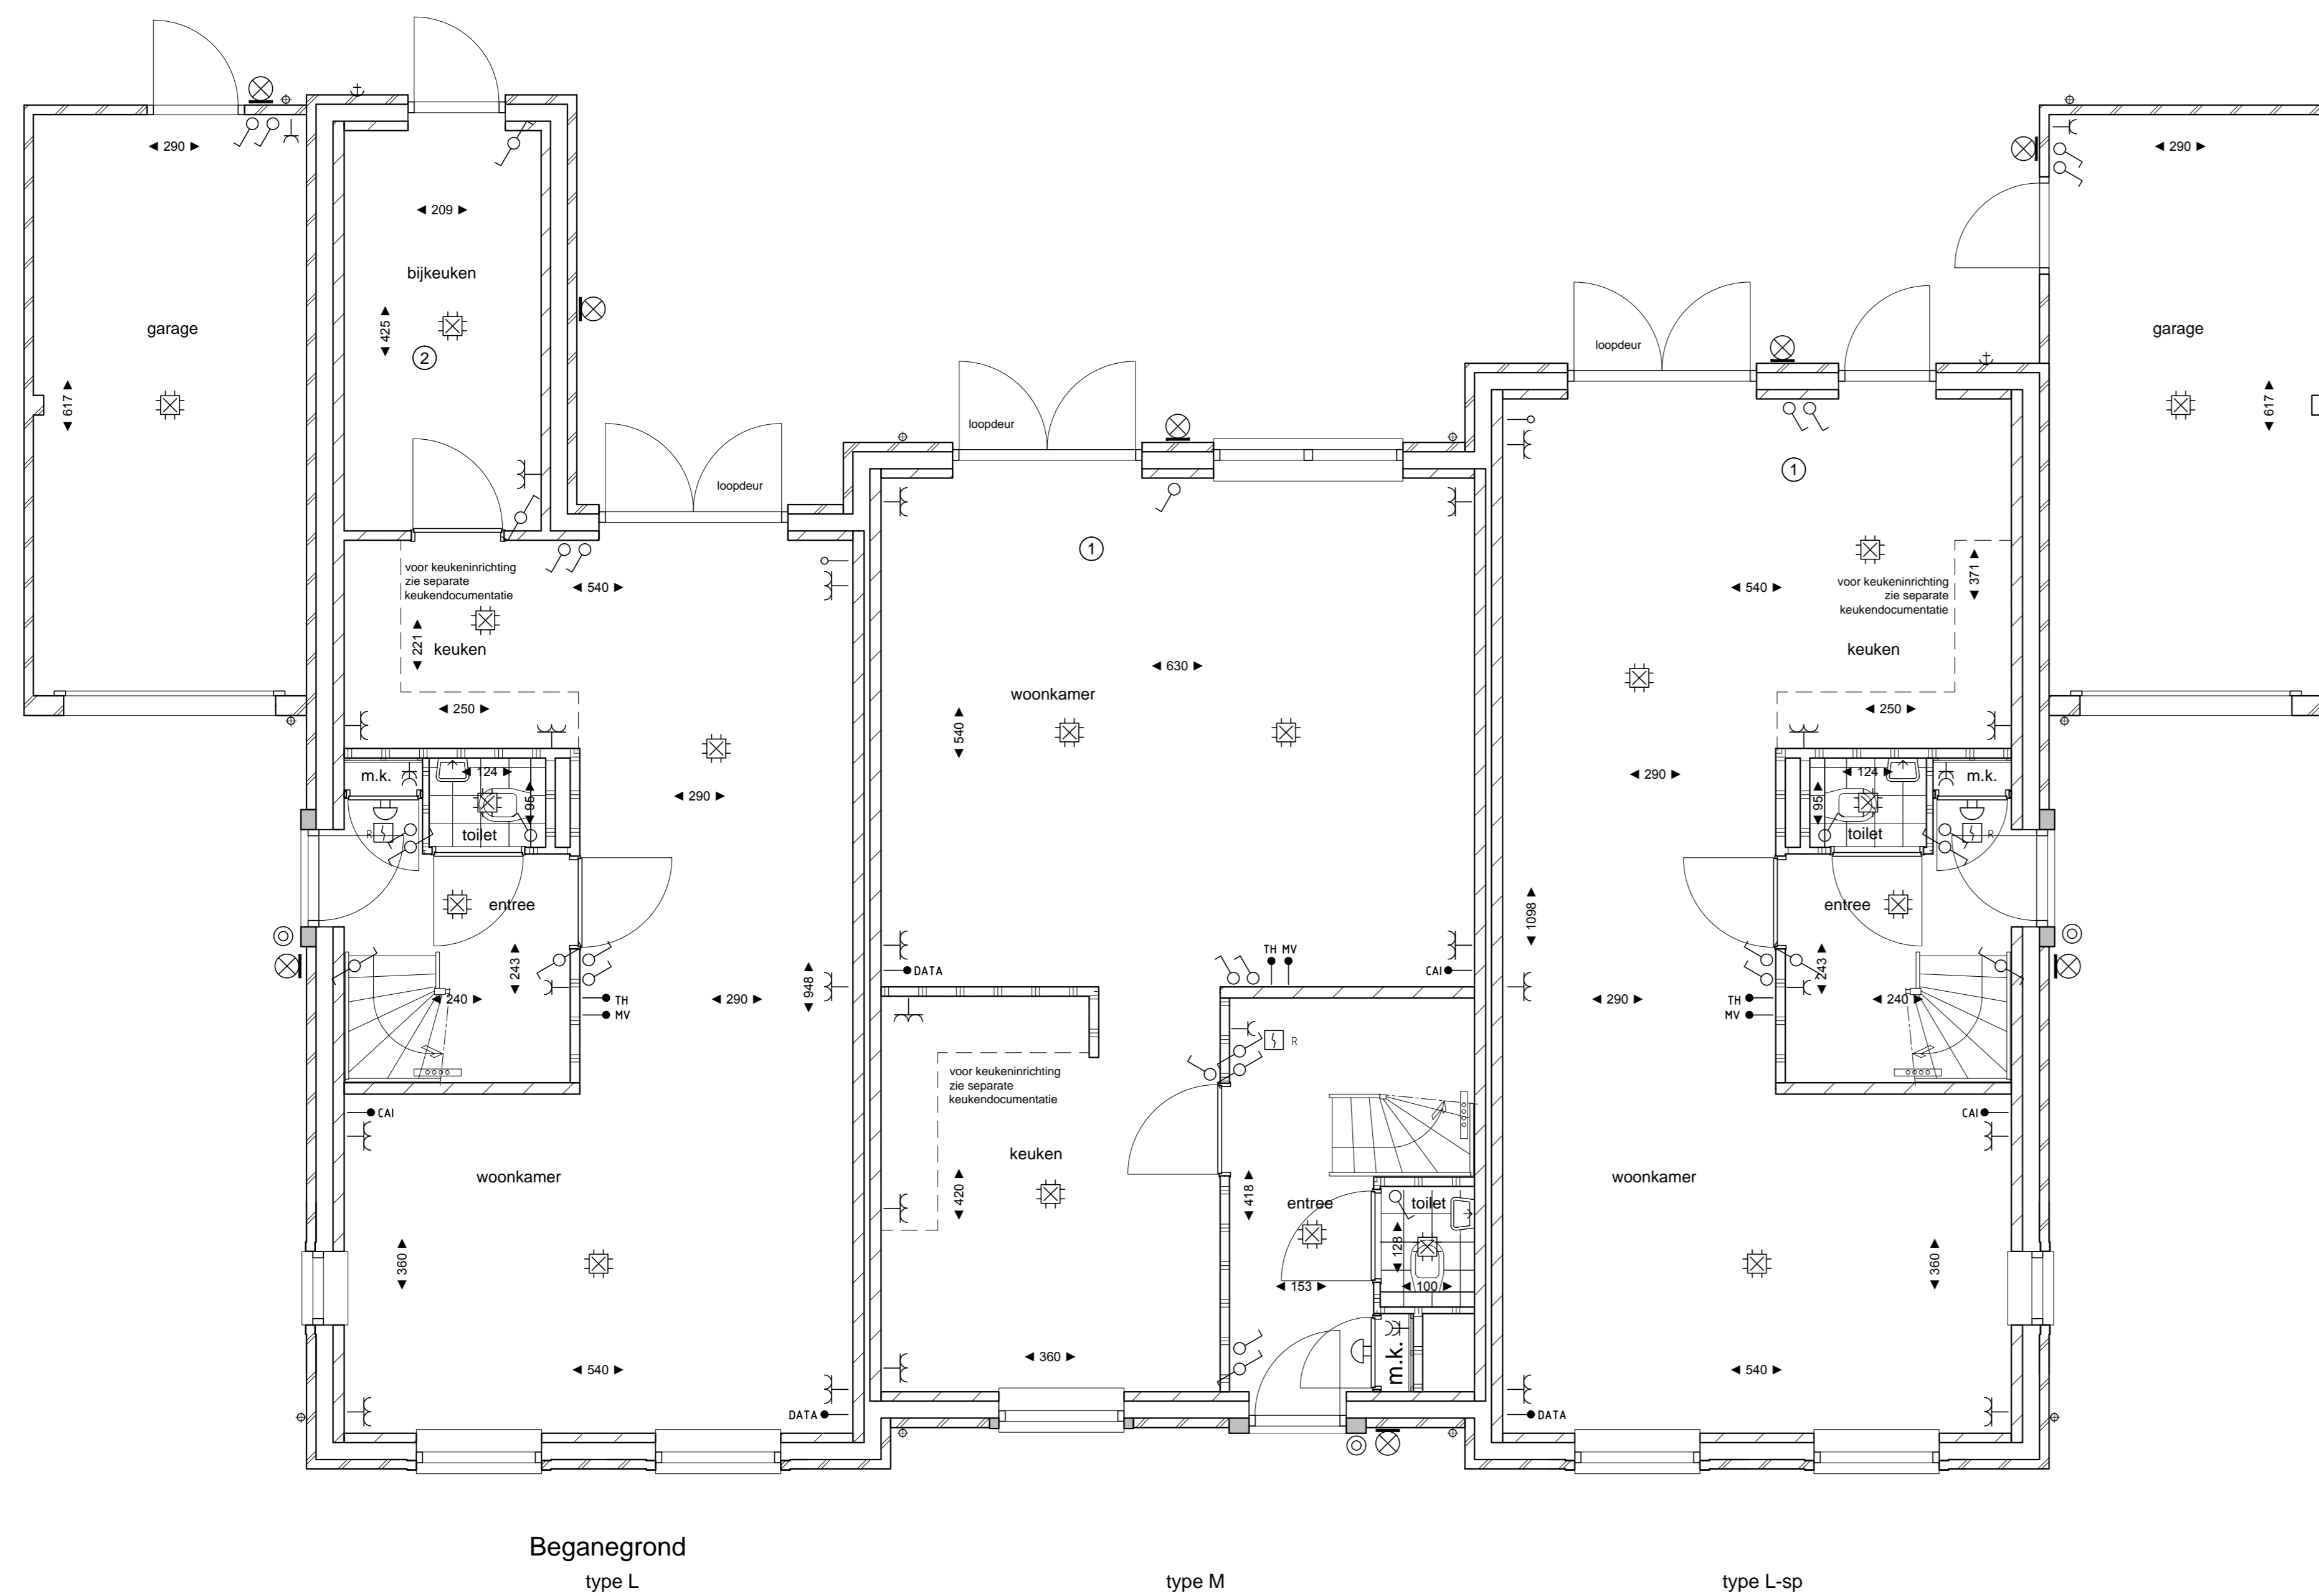 ◄ 290 ►
◄ 290 ►
◄ 209 ►
bijkeuken
garage
garage
◄ 425 ►
2
loopdeur
◄ 617 ►
◄ 617 ►
loopdeur
1
loopdeur
1
voor keukeninrichting
zie separate
keukendocumentatie
◄ 540 ►
◄ 221 ►
keuken
◄ 250 ►
◄ 540 ►
voor keukeninrichting
zie separate
keukendocumentatie
◄ 371 ►
keuken
◄ 250 ►
◄ 630 ►
woonkamer
◄ 540 ►
m.k.
◄ 124 ►
◄ 95 ►
toilet
R
◄ 290 ►
◄ 290 ►
◄ 124 ►
m.k.
◄ 95 ►
toilet
R
entree
◄ 243 ►
◄ 240 ►
TH
MV
◄ 290 ►
◄ 948 ►
DATA
TH MV
CAI
◄ 1098 ►
◄ 290 ►
TH
MV
entree
◄ 243 ►
◄ 240 ►
R
voor keukeninrichting
zie separate
keukendocumentatie
CAI
CAI
keuken
woonkamer
woonkamer
◄ 420 ►
◄ 418 ►
entree
toilet
◄ 128 ►
◄ 360 ►
◄ 360 ►
◄ 153 ►
◄ 100 ►
◄ 360 ►
m.k.
◄ 540 ►
◄ 540 ►
DATA
DATA
Beganegrond
type L
type M
type L-sp